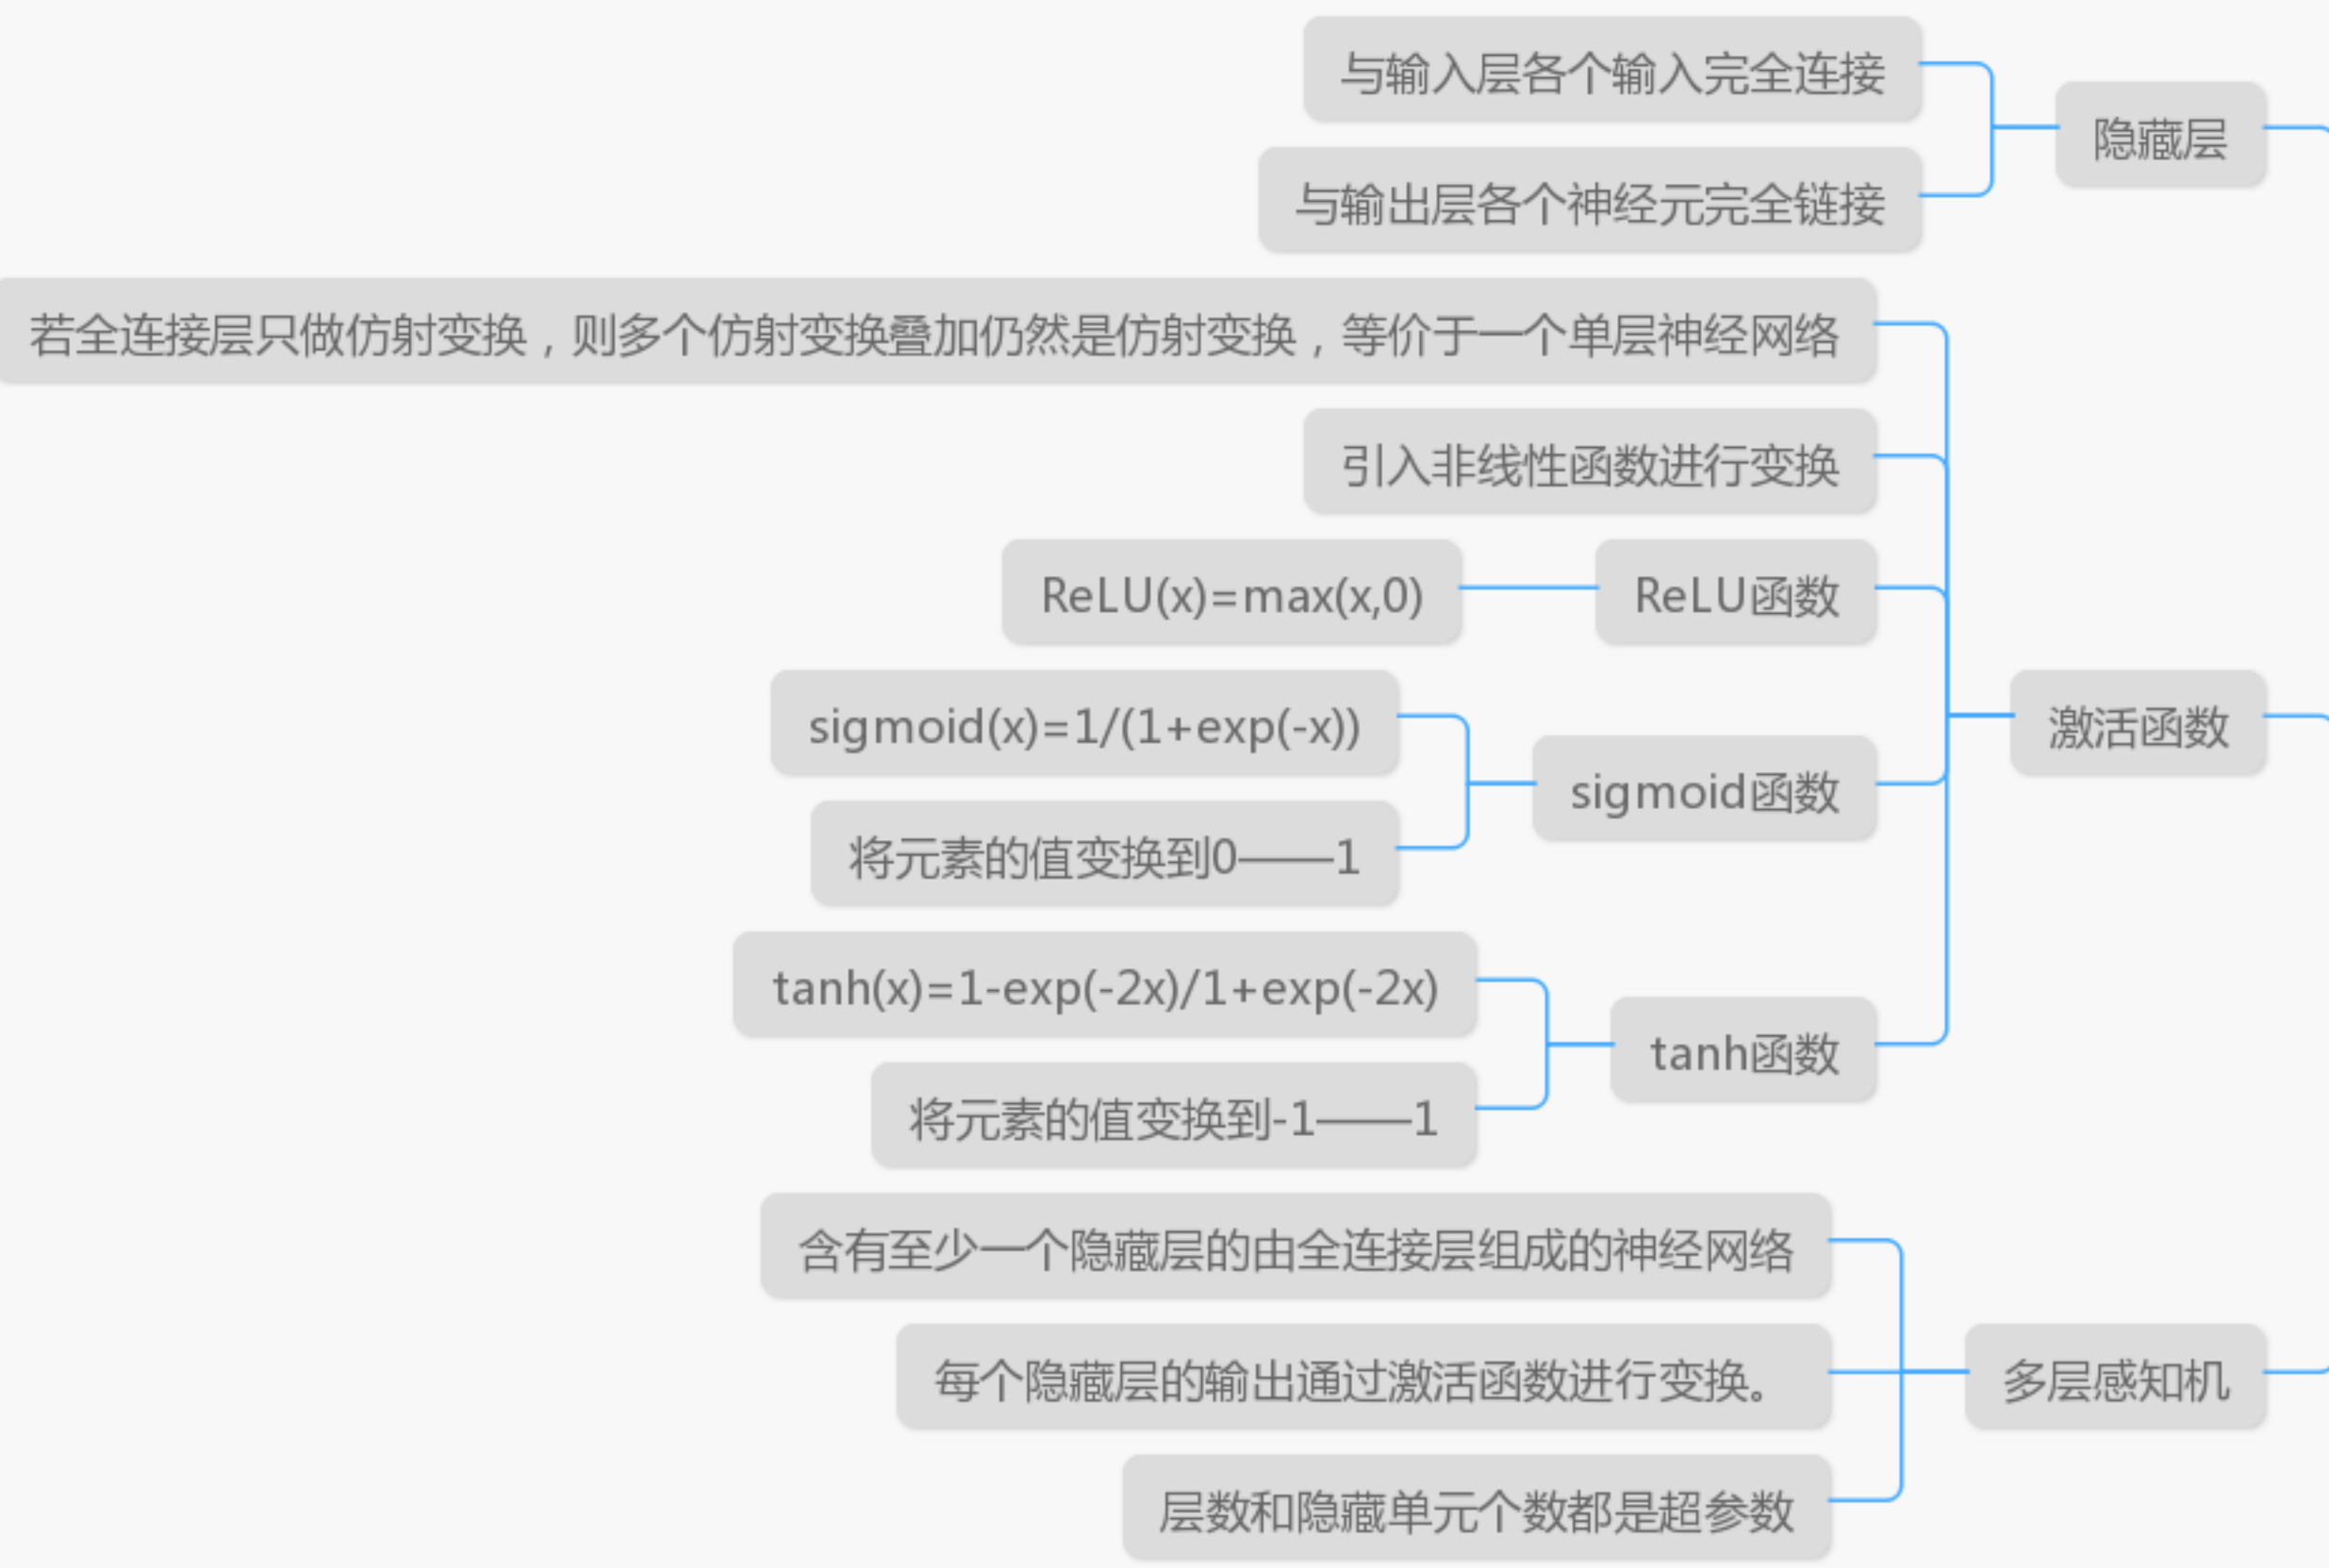 与输入层各个输入完全连接
隐藏层
与输出层各个神经元完全链接
若全连接层只做仿射变换，则多个仿射变换叠加仍然是仿射变换，等价于一个单层神经网络
引入非线性函数进行变换
ReLU(x)=max(x,0)
ReLU函数
sigmoid(x)=1/(1+exp(-x))
激活函数
sigmoid函数
将元素的值变换到0——1
tanh(x)=1-exp(-2x)/1+exp(-2x)
tanh函数
将元素的值变换到-1——1
含有至少一个隐藏层的由全连接层组成的神经网络
每个隐藏层的输出通过激活函数进行变换。
多层感知机
层数和隐藏单元个数都是超参数